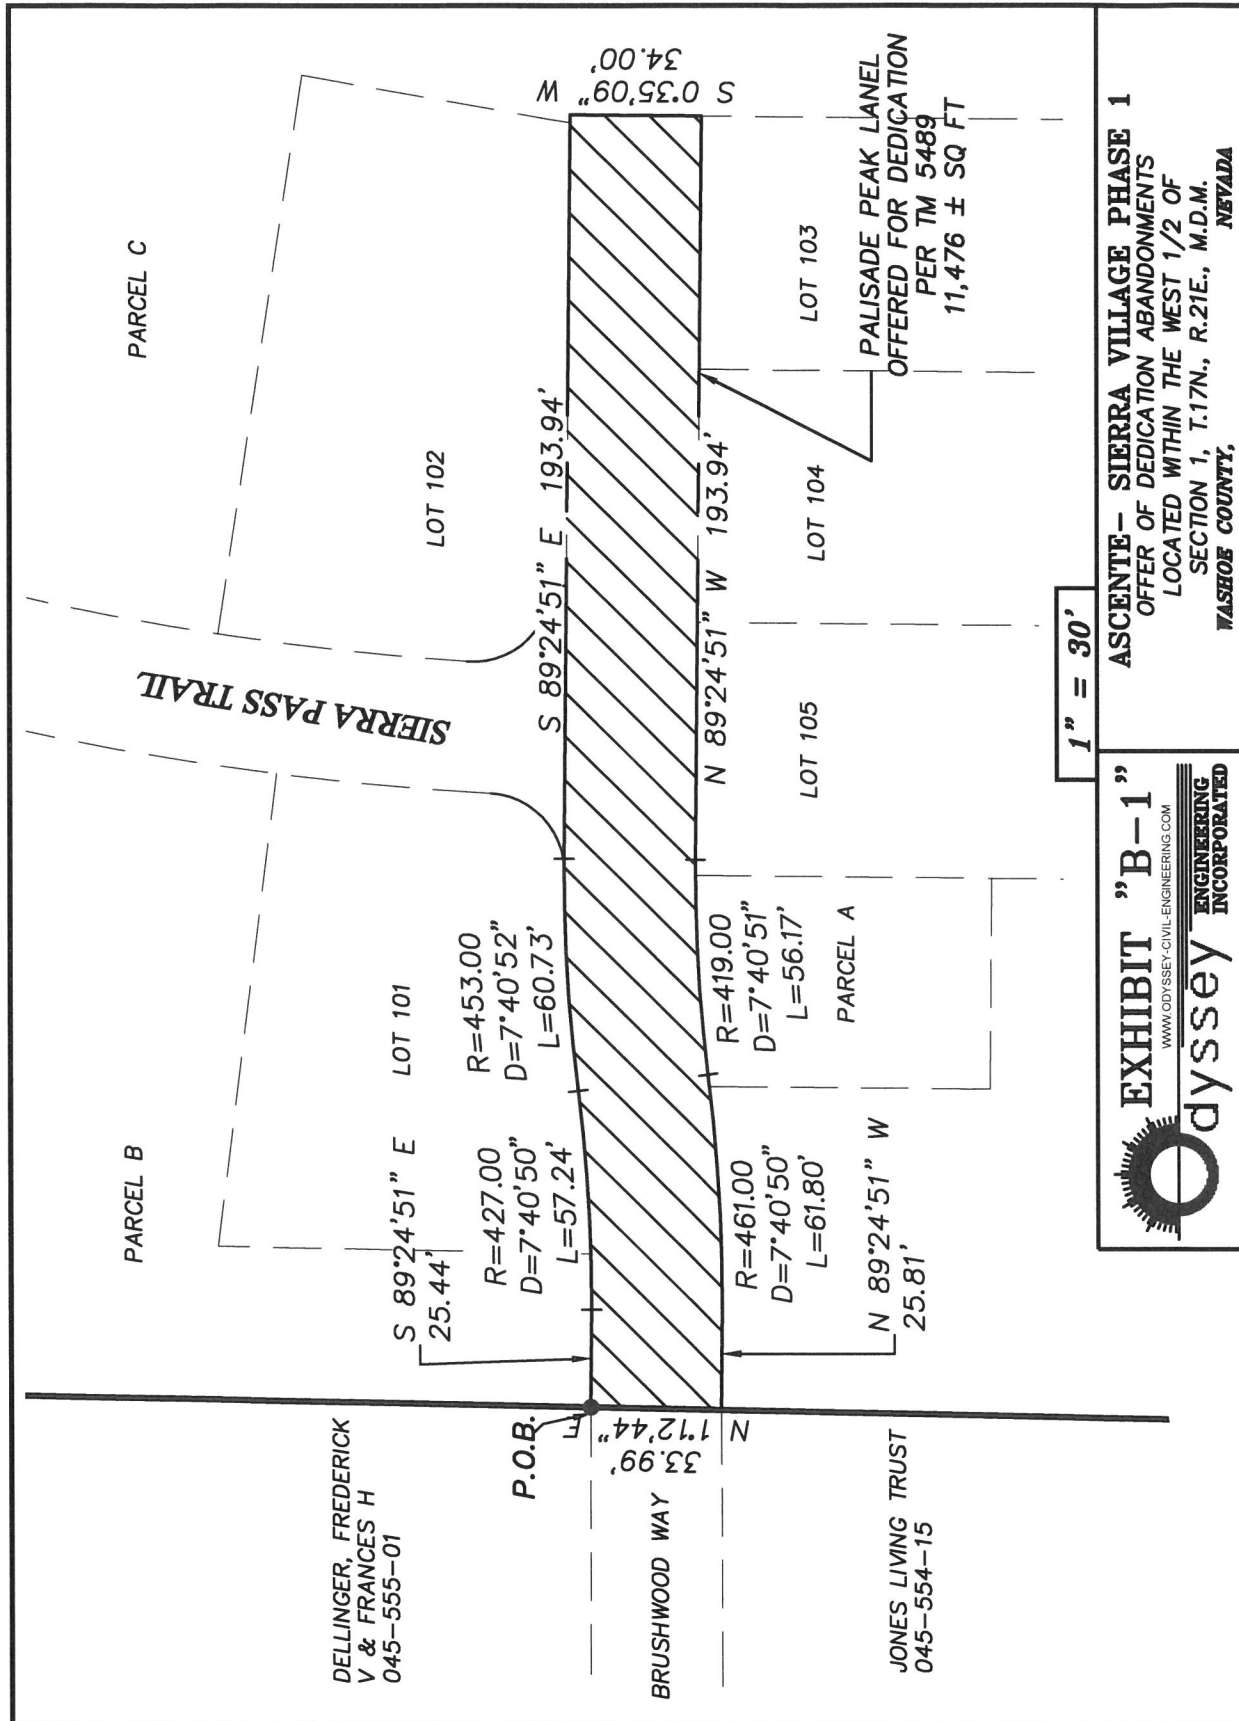 PARCEL B
PARCEL C
DELLINGER, FREDERICK
V & FRANCES H
045-555-01
LOT 101
LOT 102
SIERRA PASS TRAIL
S 89°24'51" E
25.44'
R=427.00
D=7°40'50"
L=57.24'
R=453.00
D=7°40'52"
L=60.73'
S 89°24'51" E 193.94'
P.O.B.
N 1°12'44" E
33.99'
S 0°35'09" W
34.00'
BRUSHWOOD WAY
N 89°24'51" W 193.94'
R=461.00
D=7°40'50"
L=61.80'
R=419.00
D=7°40'51"
L=56.17'
PARCEL A
LOT 105
LOT 104
LOT 103
N 89°24'51" W
25.81'
JONES LIVING TRUST
045-554-15
PALISADE PEAK LANEL
OFFERED FOR DEDICATION
PER TM 5489
11,476 ± SQ FT
1" = 30'
EXHIBIT "B-1"
WWW.ODYSSEY-CIVIL-ENGINEERING.COM
Odyssey
ENGINEERING
INCORPORATED
ASCENTE- SIERRA VILLAGE PHASE 1
OFFER OF DEDICATION ABANDONMENTS
LOCATED WITHIN THE WEST 1/2 OF
SECTION 1, T.17N., R.21E., M.D.M.
WASHOE COUNTY, NEVADA